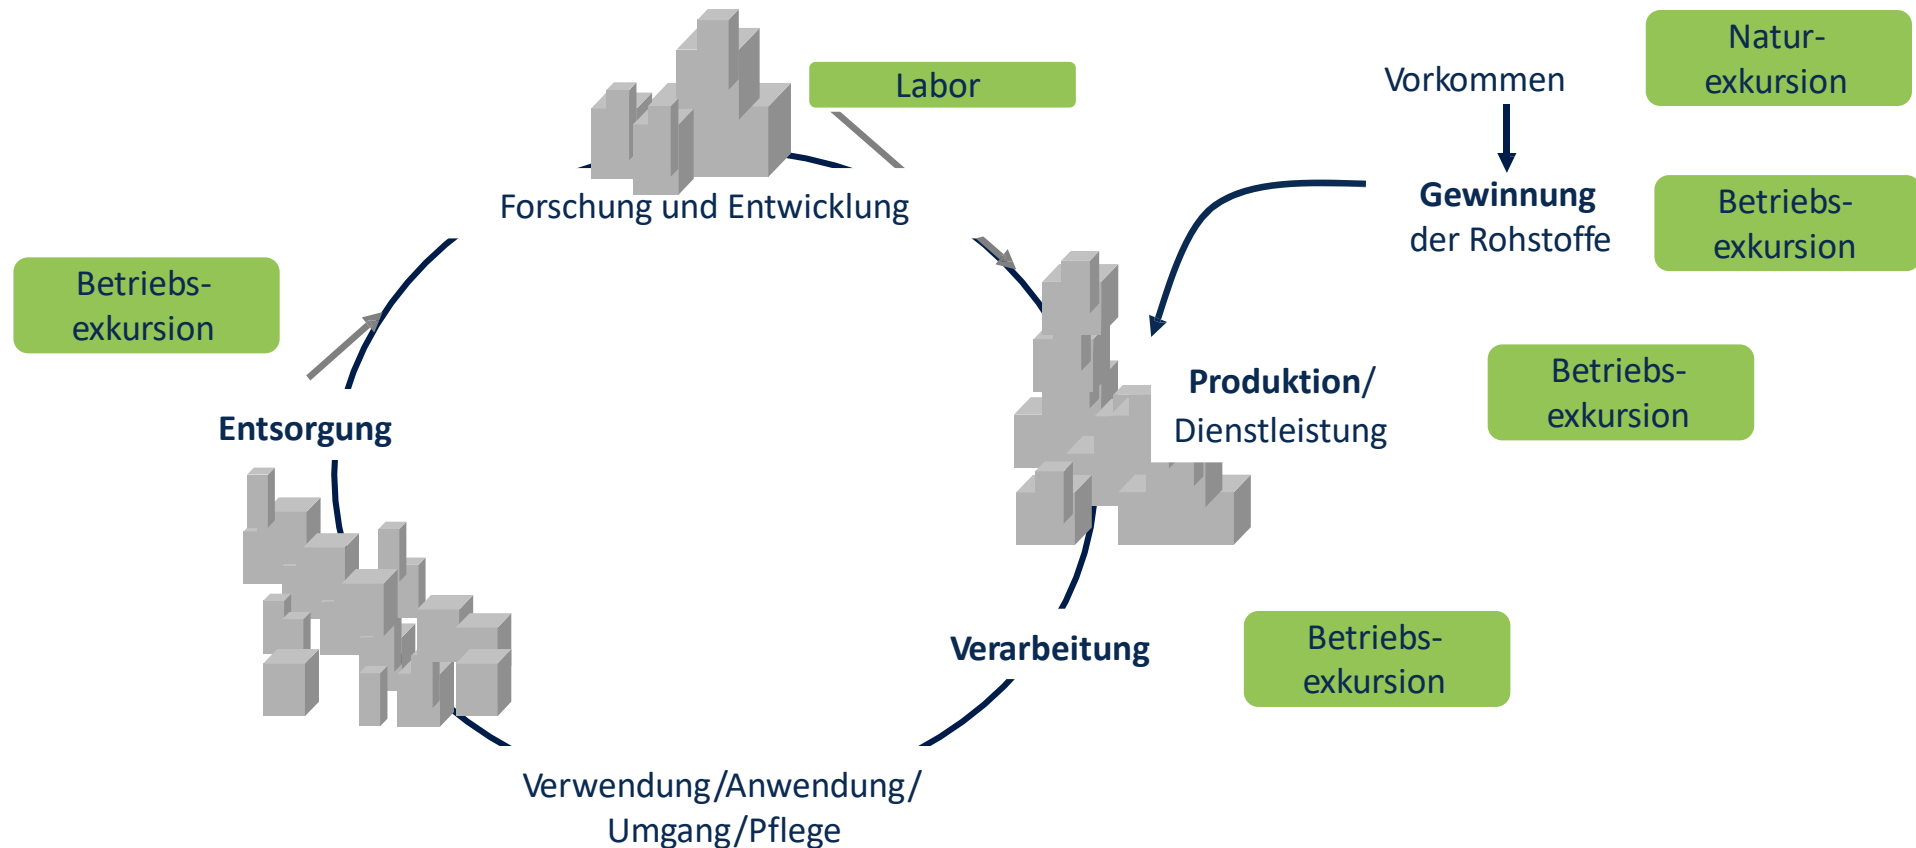 Natur-
exkursion
Labor
Vorkommen
Forschung und Entwicklung
Gewinnung
der Rohstoffe
Betriebs-
exkursion
Betriebs-
exkursion
Produktion/
Dienstleistung
Betriebs-
exkursion
Entsorgung
Verarbeitung
Betriebs-
exkursion
Verwendung/Anwendung/
Umgang/Pflege